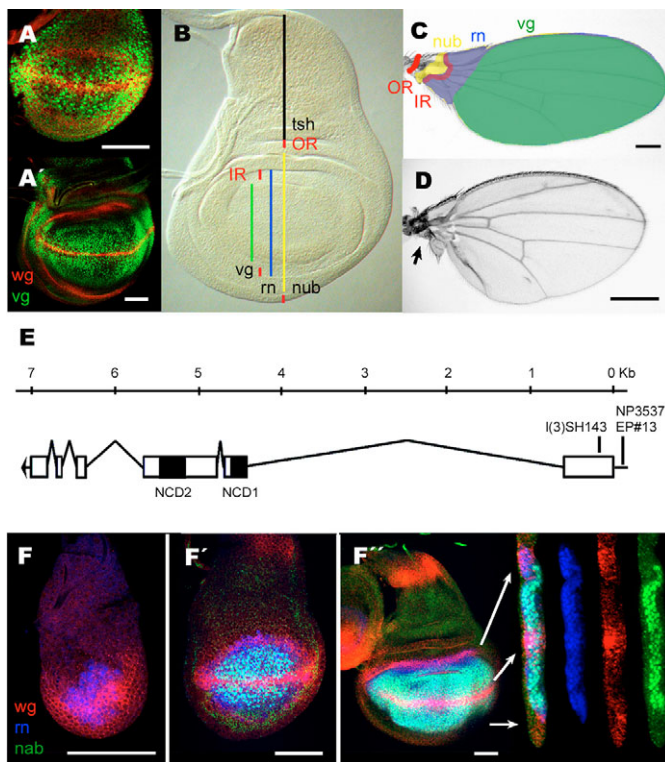 A
B
C
vg
rn
nub
OR
IR
tsh
OR
IR
A´
D
wg
vg
vg
rn
nub
E
7 6 5 4 3 2 1 0 Kb
NP3537
l(3)SH143 EP#13
NCD2 NCD1
F F´ F´´
wg
rn
nab